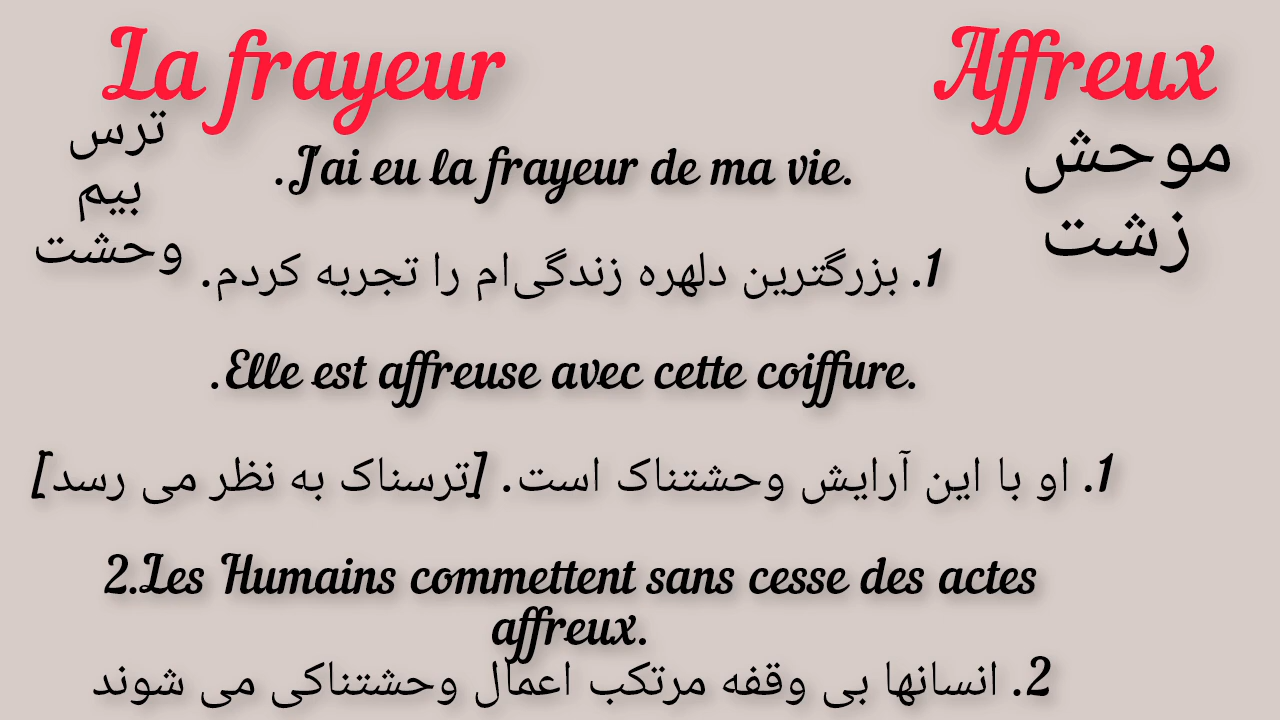 La frayeur
Affreux
ترس
بیم
وحشت
موحش
زشت
.J'ai eu la frayeur de ma vie.
1. بزرگترین دلهره زندگی‌ام را تجربه کردم.
.Elle est affreuse avec cette coiffure.
1. او با این آرایش وحشتناک است. [ترسناک به نظر می رسد]
2.Les Humains commettent sans cesse des actes
affreux.
2. انسانها بی وقفه مرتکب اعمال وحشتناکی می شوند